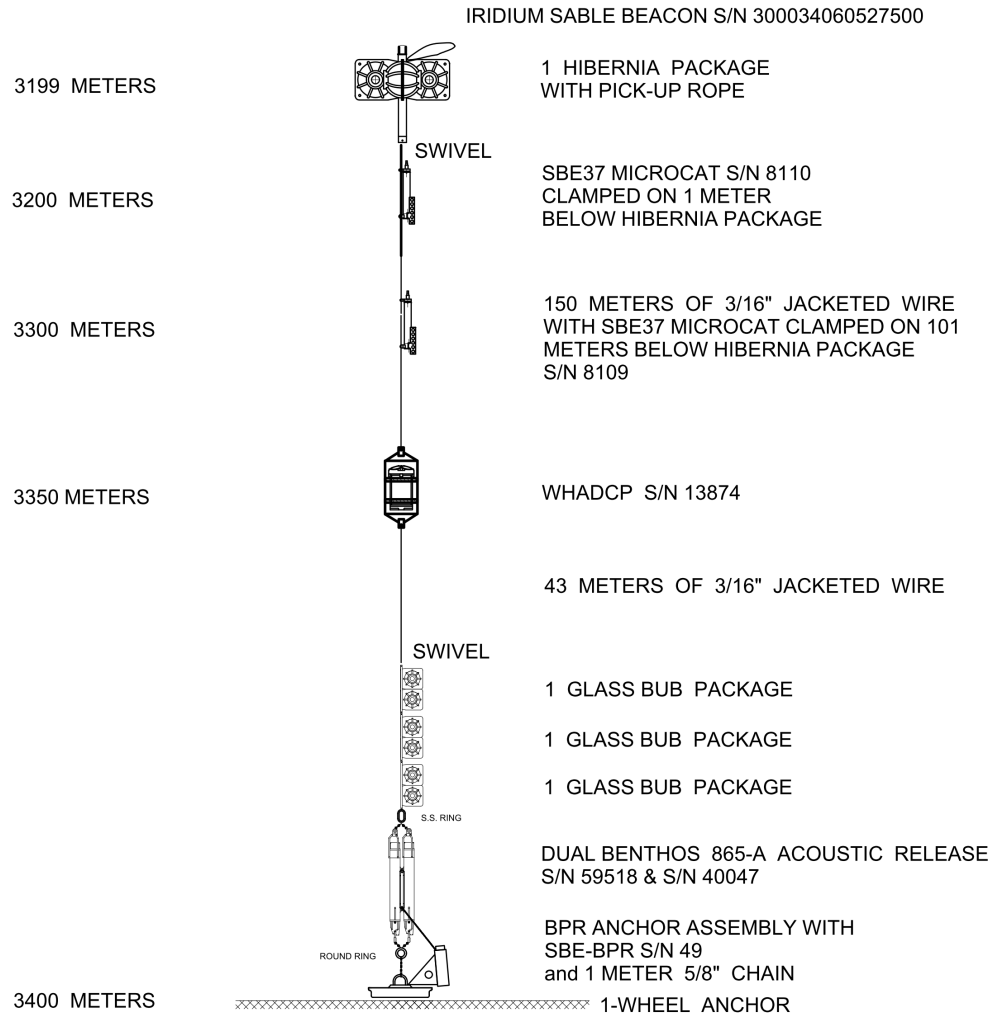 IRIDIUM SABLE BEACON S/N 300034060527500
3199 METERS
1 HIBERNIA PACKAGE
WITH PICK-UP ROPE
SWIVEL
3200 METERS
SBE37 MICROCAT S/N 8110
CLAMPED ON 1 METER
BELOW HIBERNIA PACKAGE
3300 METERS
150 METERS OF 3/16" JACKETED WIRE
WITH SBE37 MICROCAT CLAMPED ON 101
METERS BELOW HIBERNIA PACKAGE
S/N 8109
3350 METERS
WHADCP S/N 13874
43 METERS OF 3/16" JACKETED WIRE
SWIVEL
1 GLASS BUB PACKAGE
1 GLASS BUB PACKAGE
1 GLASS BUB PACKAGE
S.S. RING
DUAL BENTHOS 865-A ACOUSTIC RELEASE
S/N 59518 & S/N 40047
BPR ANCHOR ASSEMBLY WITH
SBE-BPR S/N 49
and 1 METER 5/8" CHAIN
ROUND RING
3400 METERS
1-WHEEL ANCHOR